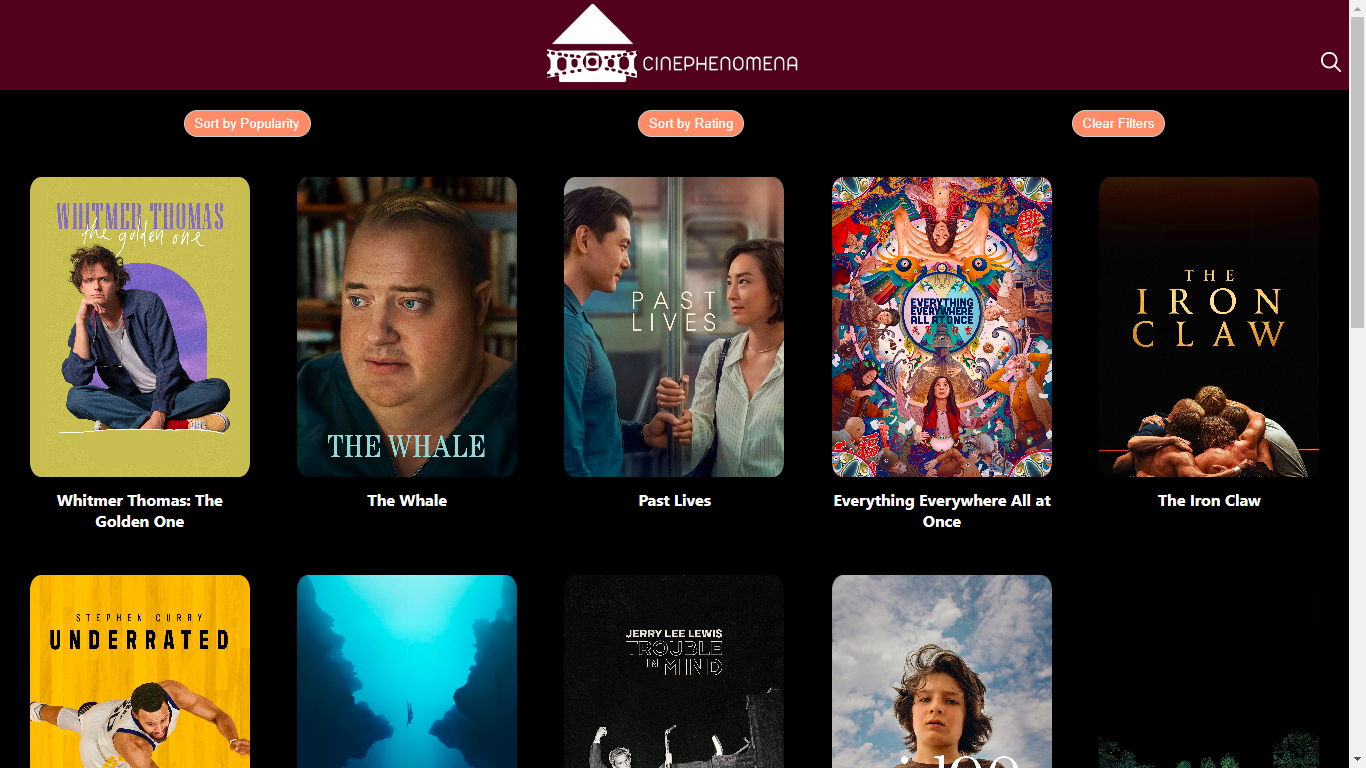 CINEPHENOMENA
Sort by Popularity
Sort by Rating
Clear Filters
WHITMER THOMAS
the golden one
THE WHALE
PAST
LIVES
EVERYTHING
EVERYWHERE
ALL AT ONCE
THE
IRON
CLAW
Whitmer Thomas: The
Golden One
The Whale
Past Lives
Everything Everywhere All at
Once
The Iron Claw
STEPHEN CURRY
UNDERRATED
JERRY LEE LEWIS
TROUBLE
IN MIND